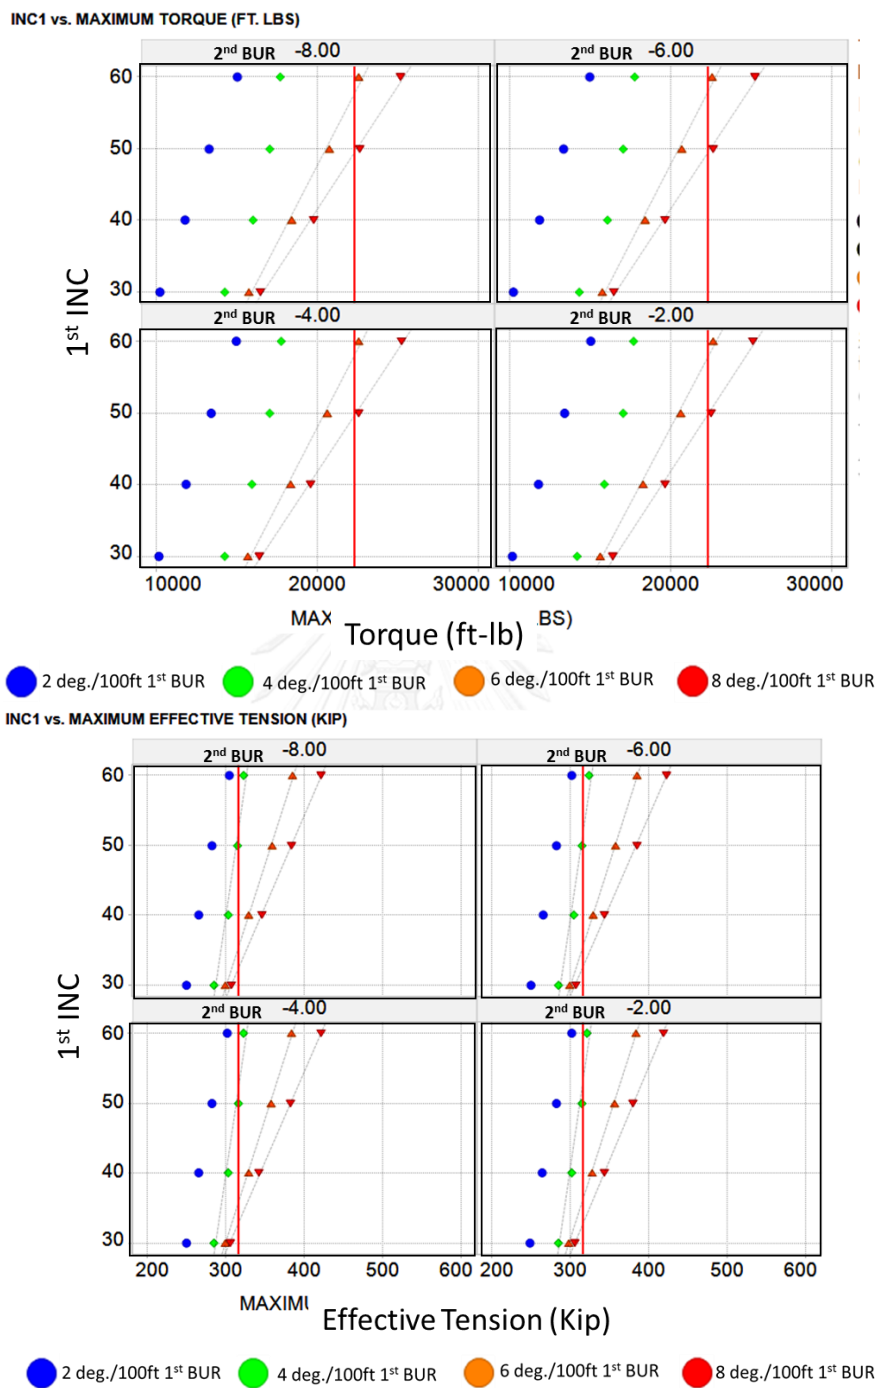 INC1 vs. MAXIMUM TORQUE (FT. LBS)
2nd BUR -8.00
2nd BUR -6.00
60
50
40
30
1st INC
2nd BUR -4.00
2nd BUR -2.00
60
50
40
30
10000 20000 30000 10000 20000 30000
MAX BS)
Torque (ft-lb)
2 deg./100ft 1st BUR 4 deg./100ft 1st BUR 6 deg./100ft 1st BUR 8 deg./100ft 1st BUR
INC1 vs. MAXIMUM EFFECTIVE TENSION (KIP)
2nd BUR -8.00
2nd BUR -6.00
60
50
40
30
1st INC
2nd BUR -4.00
2nd BUR -2.00
60
50
40
30
200 300 400 500 600 200 300 400 500 600
MAXIMU
Effective Tension (Kip)
2 deg./100ft 1st BUR 4 deg./100ft 1st BUR 6 deg./100ft 1st BUR 8 deg./100ft 1st BUR